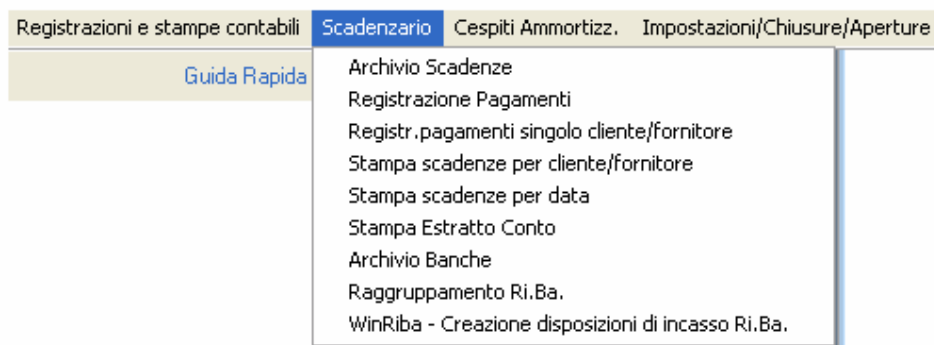 Registrazioni e stampe contabili Scadenzario Cespiti Ammortizz. Impostazioni/Chiusure/Aperture
Guida Rapida
Archivio Scadenze
Registrazione Pagamenti
Registr.pagamenti singolo cliente/fornitore
Stampa scadenze per cliente/fornitore
Stampa scadenze per data
Stampa Estratto Conto
Archivio Banche
Raggruppamento Ri.Ba.
WinRiba - Creazione disposizioni di incasso Ri.Ba.